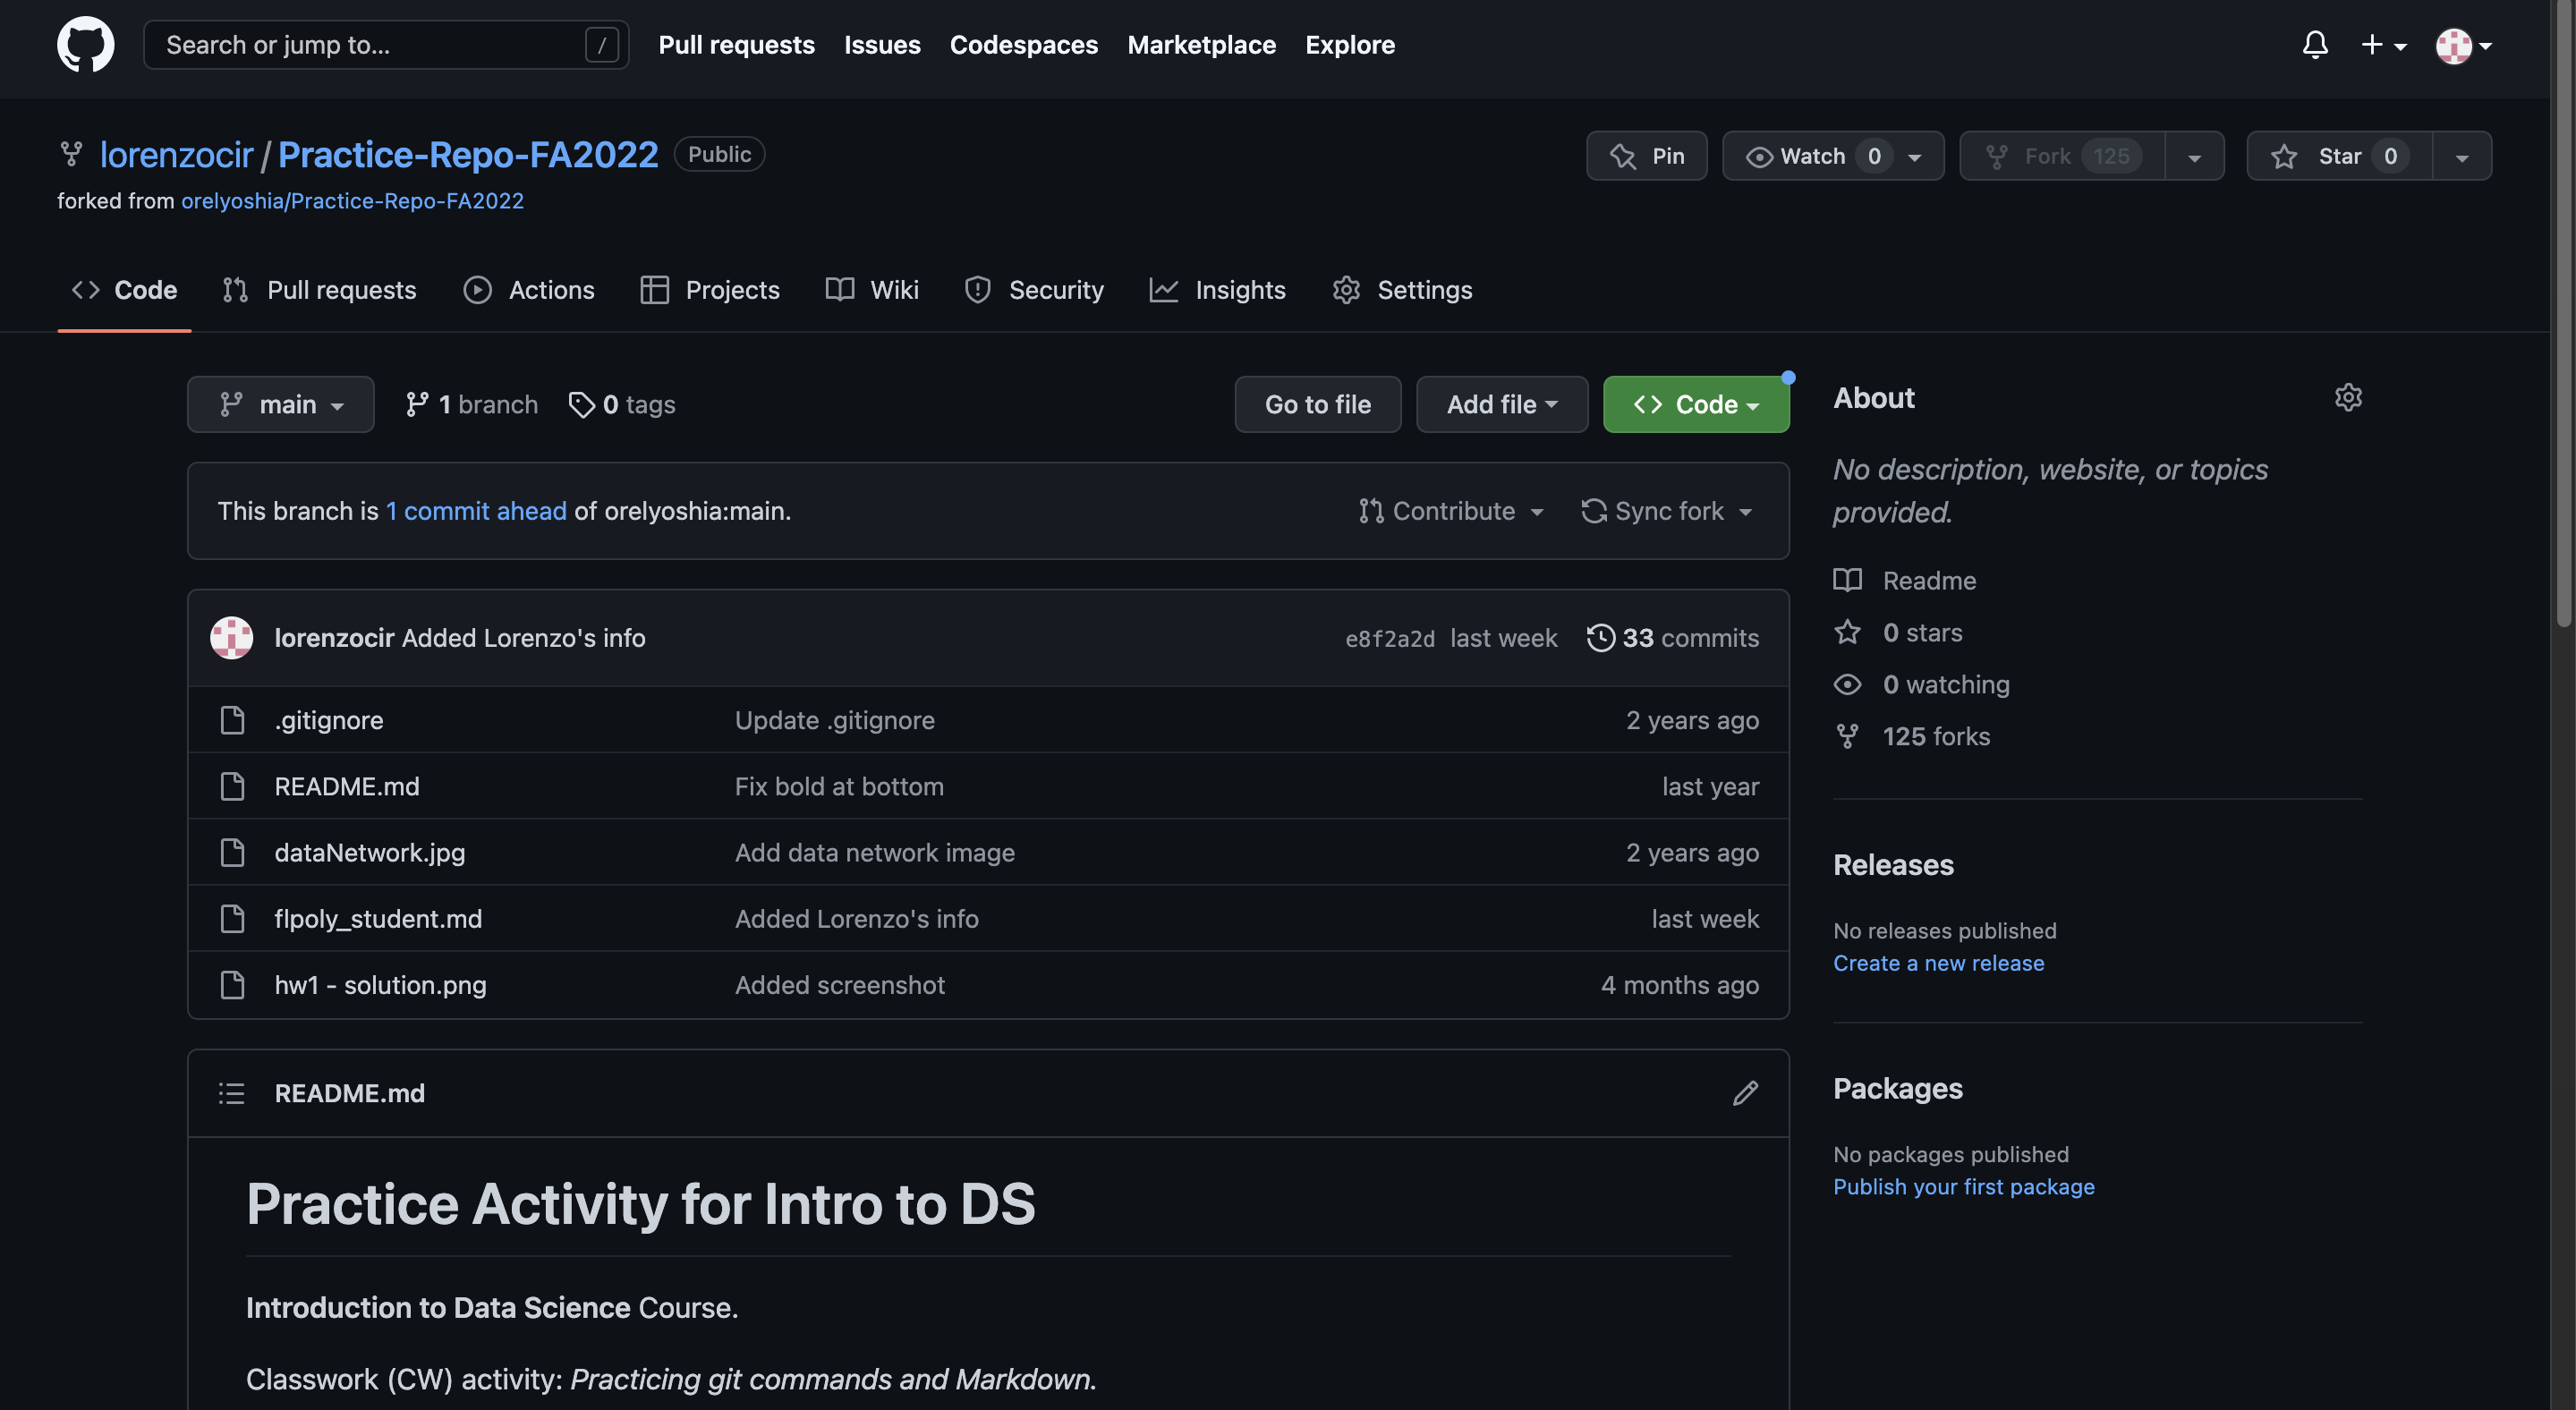 Search or jump to... /
Pull requests Issues Codespaces Marketplace Explore
lorenzocir / Practice-Repo-FA2022 Public
forked from orelyoshia/Practice-Repo-FA2022
Pin Watch 0 Fork 125 Star 0
Code Pull requests Actions Projects Wiki Security Insights Settings
main 1 branch 0 tags Go to file Add file Code
This branch is 1 commit ahead of orelyoshia:main. Contribute Sync fork
lorenzocir Added Lorenzo's info e8f2a2d last week 33 commits
.gitignore Update .gitignore 2 years ago
README.md Fix bold at bottom last year
dataNetwork.jpg Add data network image 2 years ago
flpoly_student.md Added Lorenzo's info last week
hw1 - solution.png Added screenshot 4 months ago
README.md
Practice Activity for Intro to DS
Introduction to Data Science Course.
Classwork (CW) activity: Practicing git commands and Markdown.
About
No description, website, or topics
provided.
Readme
0 stars
0 watching
125 forks
Releases
No releases published
Create a new release
Packages
No packages published
Publish your first package